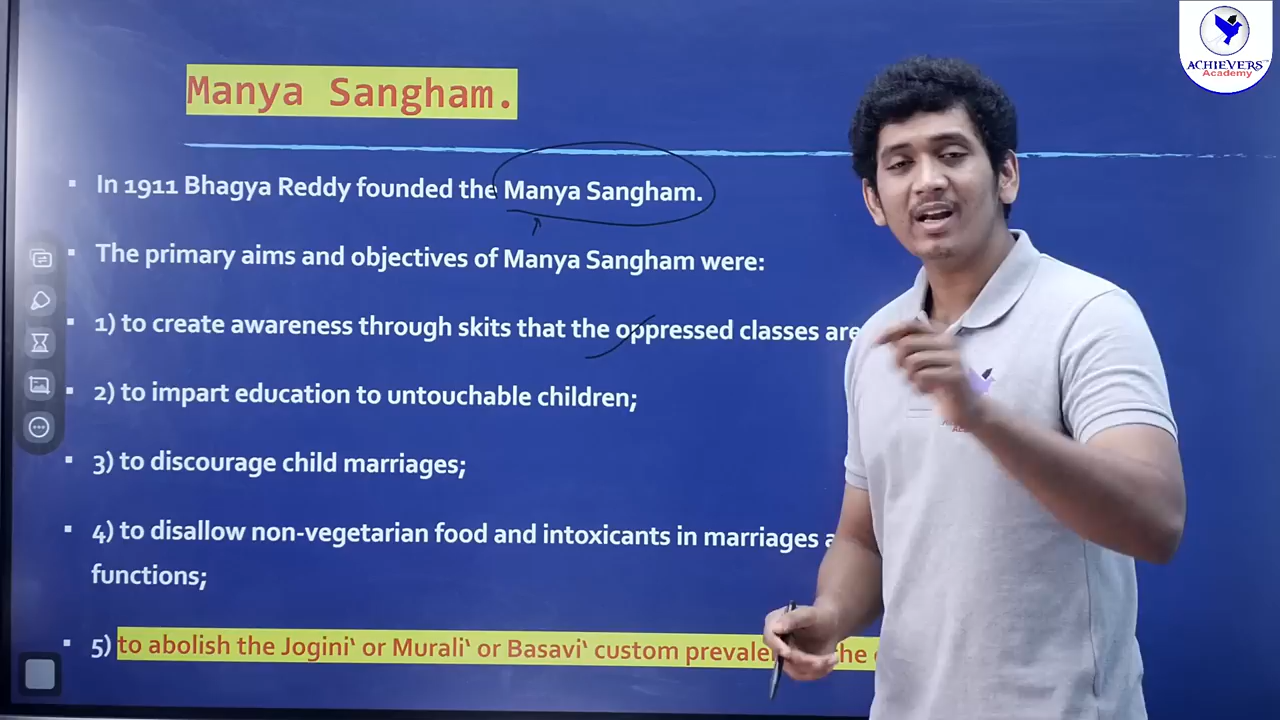 ACHIEVERS
Academy
Manya Sangham.
▪ In 1911 Bhagya Reddy founded the Manya Sangham.
▪ The primary aims and objectives of Manya Sangham were:
▪ 1) to create awareness through skits that the oppressed classes are
▪ 2) to impart education to untouchable children;
▪ 3) to discourage child marriages;
▪ 4) to disallow non-vegetarian food and intoxicants in marriages
functions;
▪ 5) to abolish the Jogini‛ or Murali‛ or Basavi‛ custom the